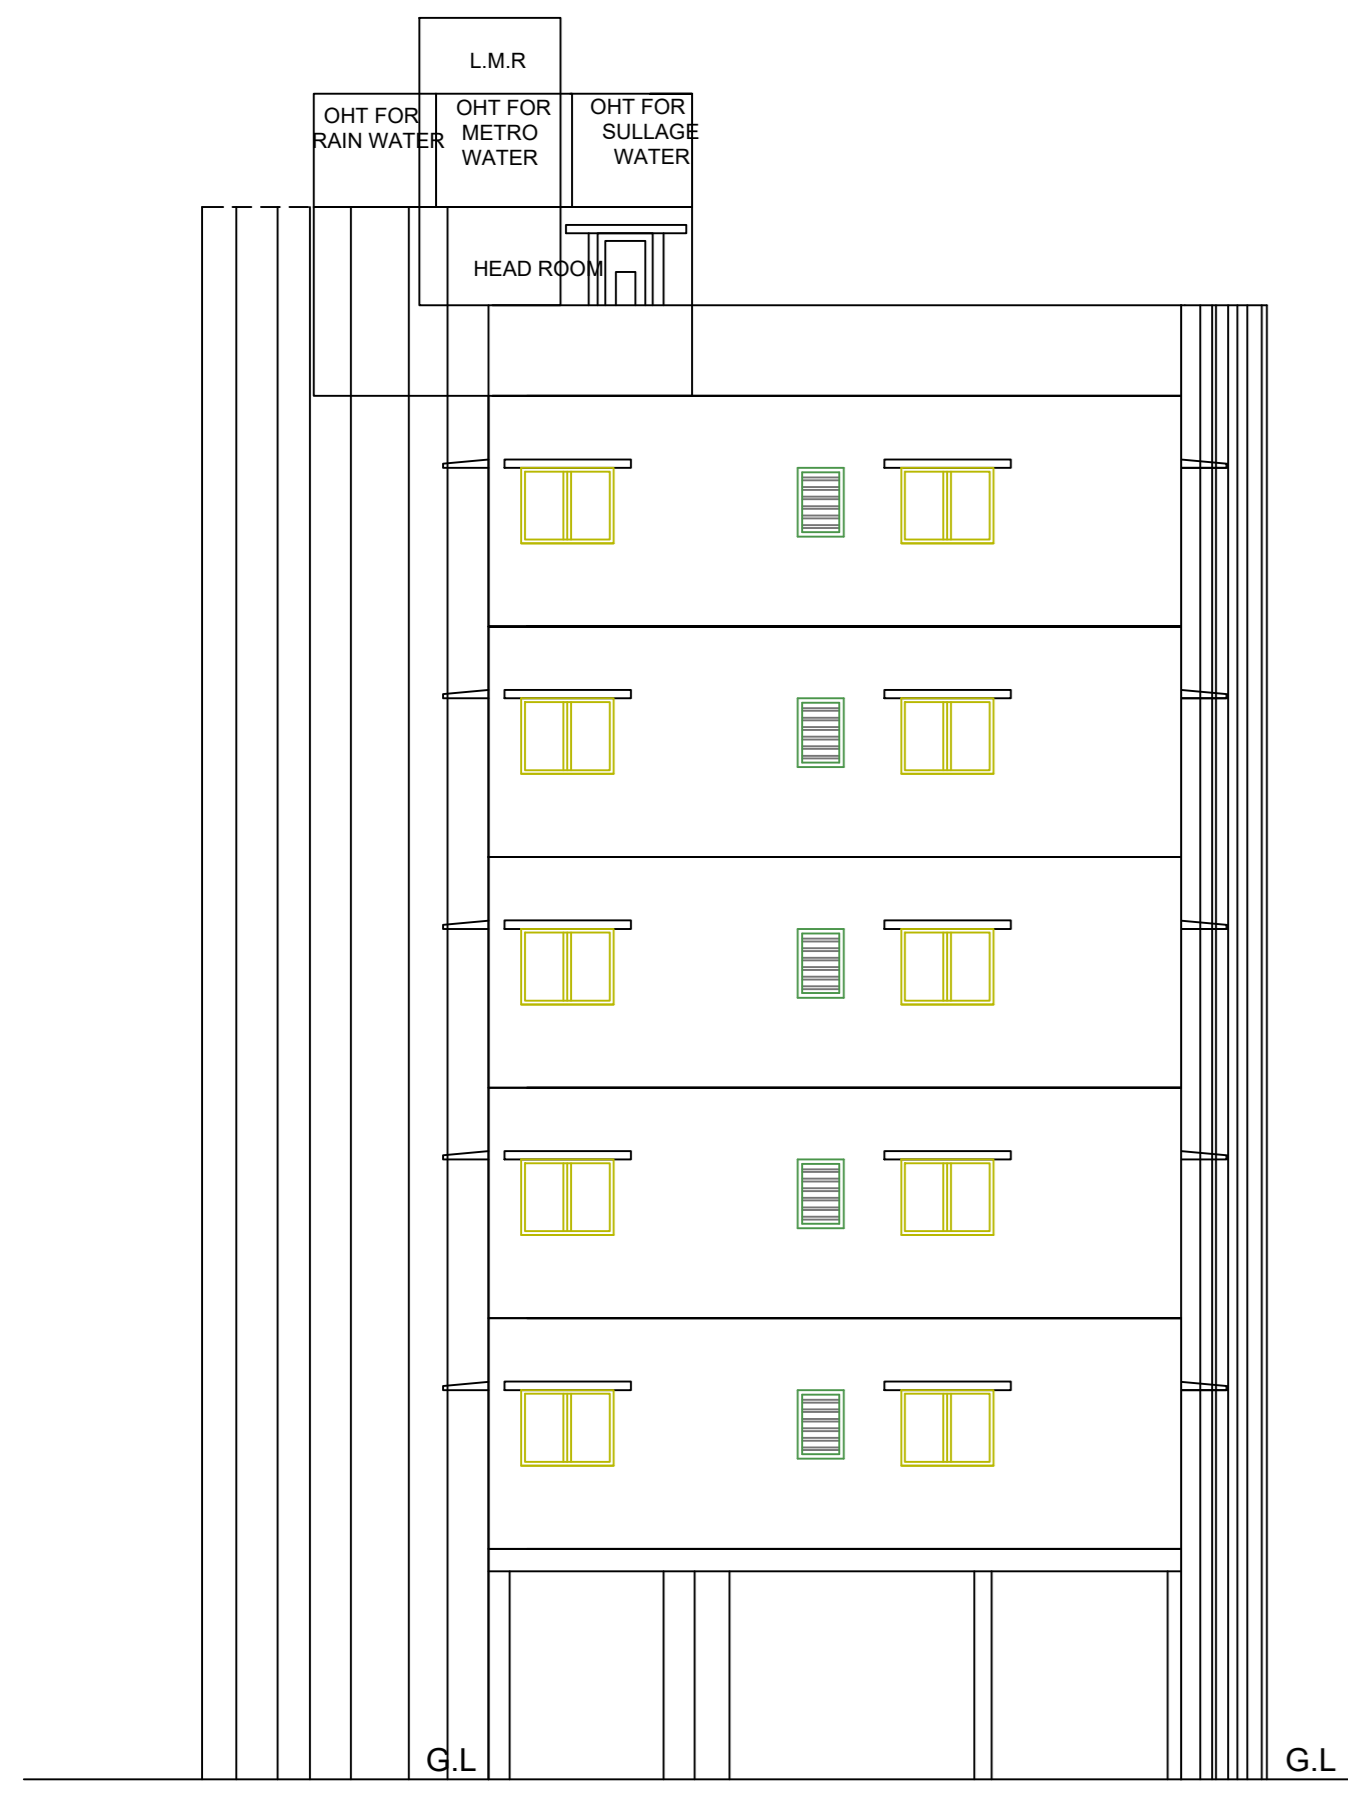 L.M.R
OHT FOR
RAIN WATER
OHT FOR
METRO
WATER
OHT FOR
SULLAGE
WATER
HEAD ROOM
G.L
G.L